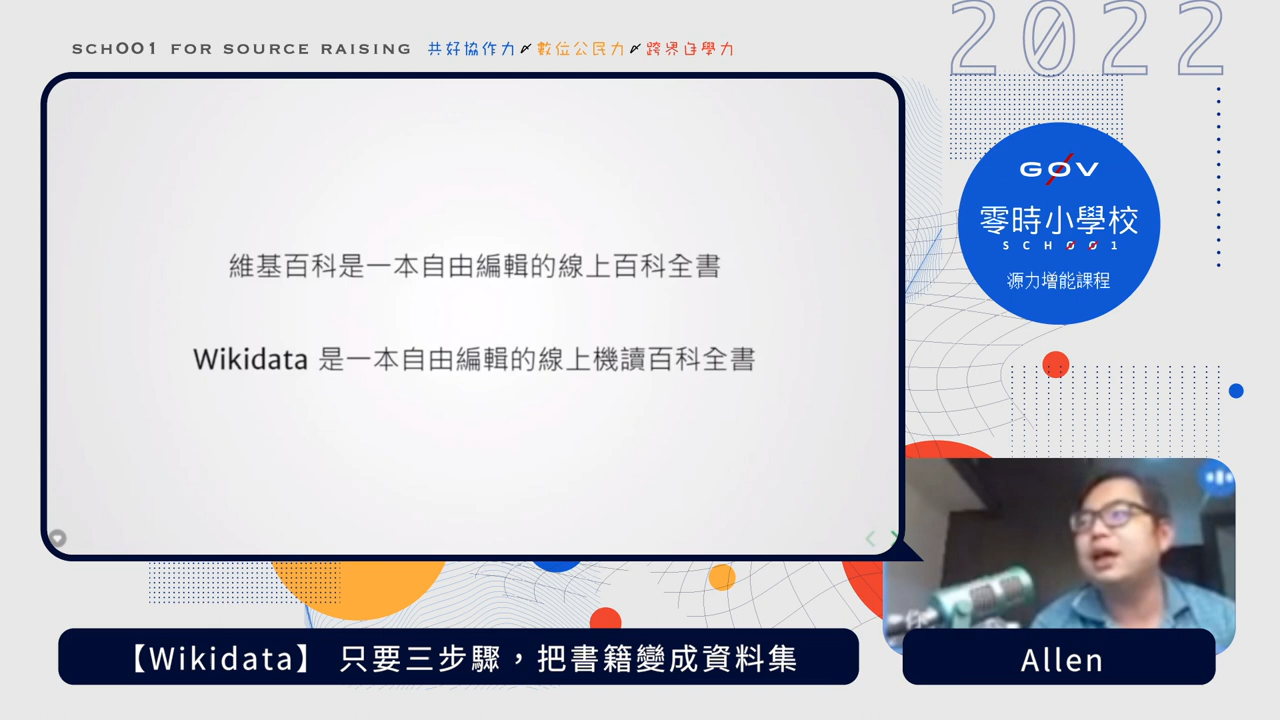 SCHOO1 FOR SOURCE RAISING 共好協作力 數位公民力 跨界自學力
2022
GOV
零時小學校
SCHOO1
源力增能課程
維基百科是一本自由編輯的線上百科全書
Wikidata 是一本自由編輯的線上機讀百科全書
【Wikidata】 只要三步驟，把書籍變成資料集
Allen